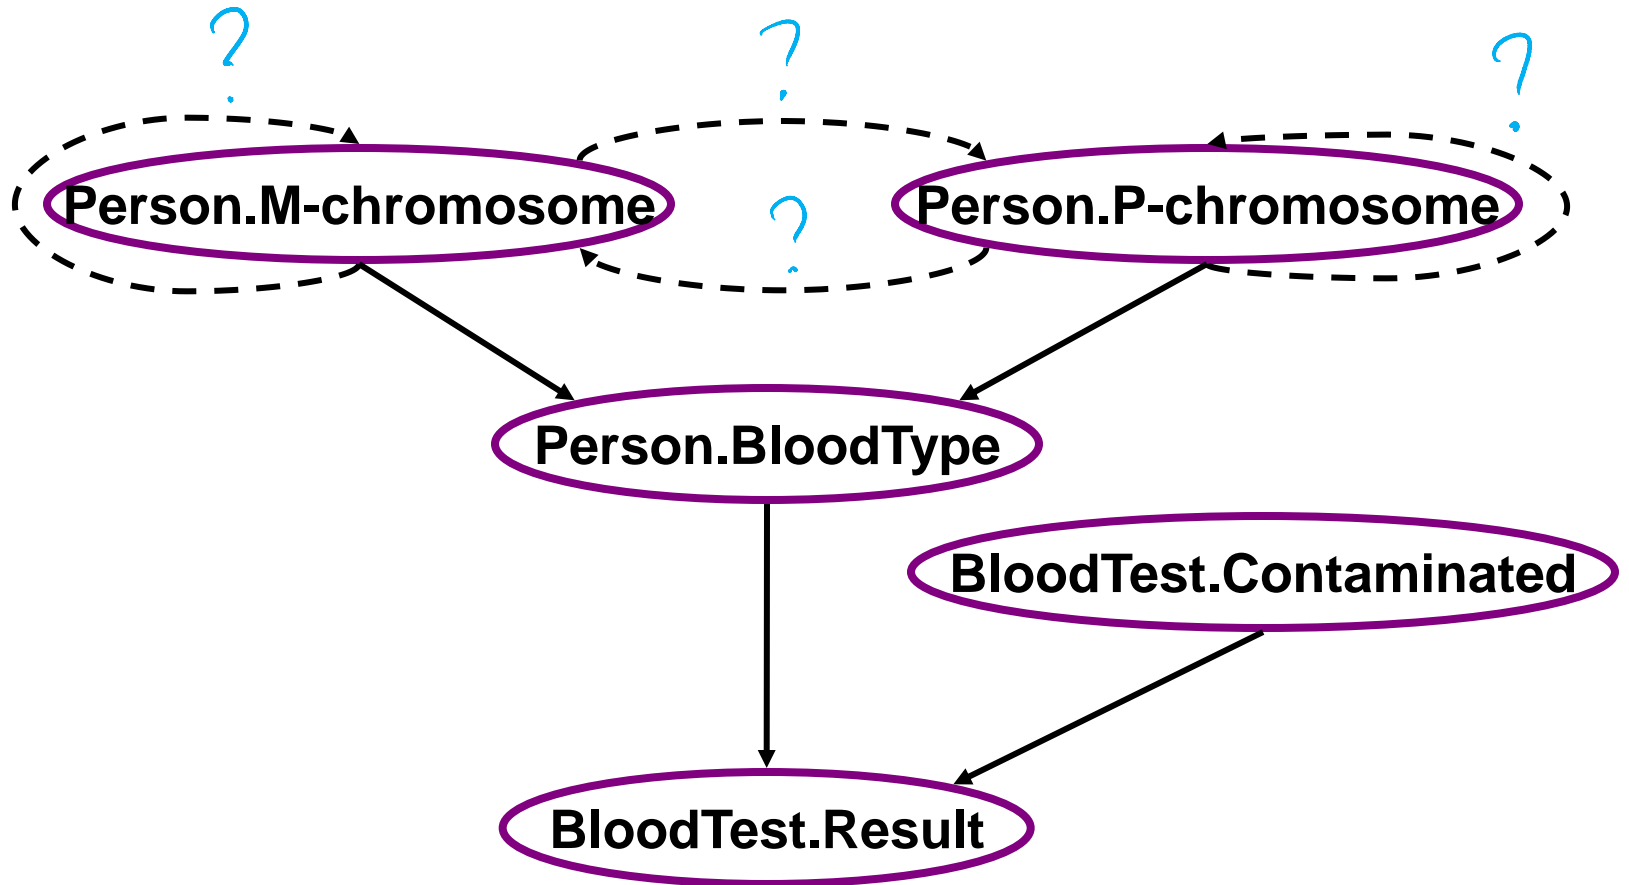 ? ? ?
Person.M-chromosome Person.P-chromosome
?
Person.BloodType
BloodTest.Contaminated
BloodTest.Result